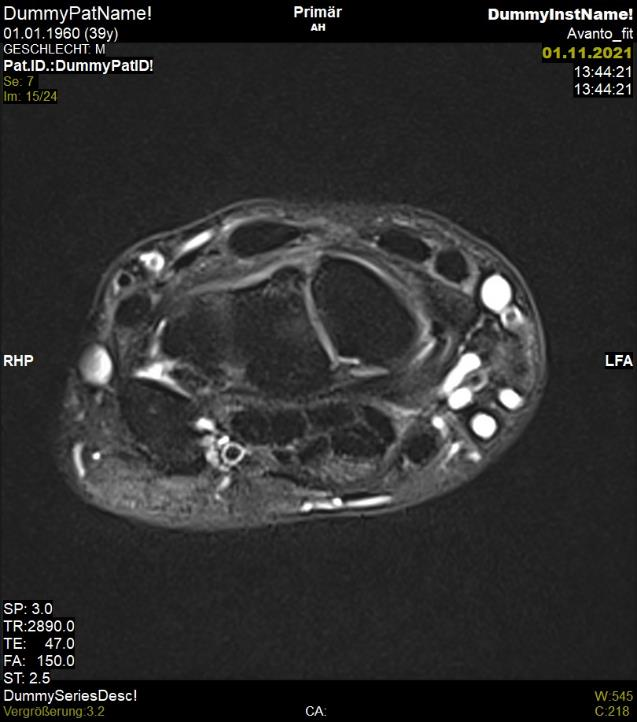 DummyPatName!
01.01.1960 (39y)
GESCHLECHT: M
Pat.ID.:DummyPatID!
Se: 7
Im: 15/24
Primär
AH
DummyInstName!
Avanto_fit
01.11.2021
13:44:21
13:44:21
RHP
LFA
SP: 3.0
TR:2890.0
TE: 47.0
FA: 150.0
ST: 2.5
DummySeriesDesc!
Vergrößerung:3.2
CA:
W:545
C:218